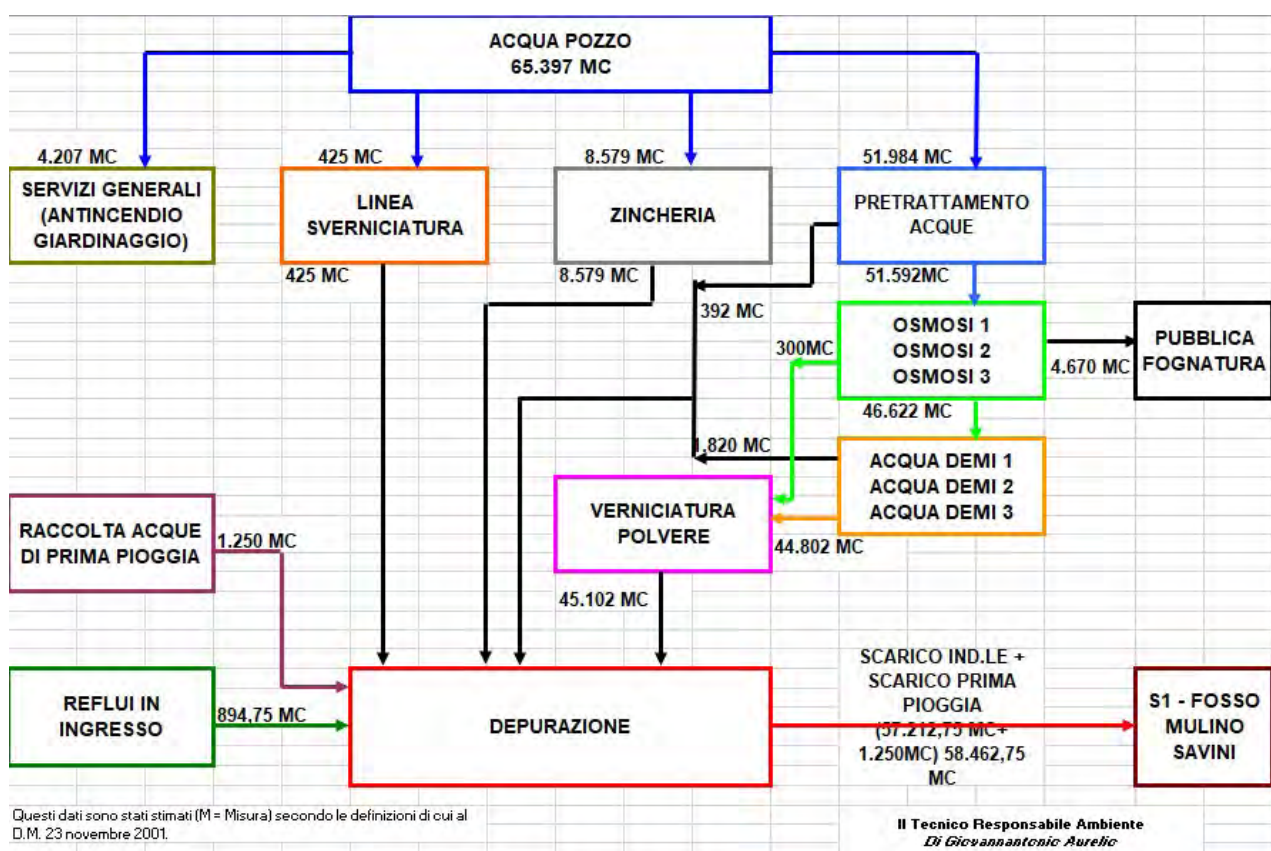 ACQUA POZZO
65.397 MC
4.207 MC
425 MC
8.579 MC
51.984 MC
SERVIZI GENERALI
(ANTINCENDIO
GIARDINAGGIO)
LINEA
SVERNICIATURA
ZINCHERIA
PRETRATTAMENTO
ACQUE
425 MC
8.579 MC
51.592MC
392 MC
OSMOSI 1
OSMOSI 2
OSMOSI 3
300MC
4.670 MC
PUBBLICA
FOGNATURA
46.622 MC
1.820 MC
ACQUA DEMI 1
ACQUA DEMI 2
ACQUA DEMI 3
VERNICIATURA
POLVERE
44.802 MC
RACCOLTA ACQUE
DI PRIMA PIOGGIA
1.250 MC
45.102 MC
REFLUI IN
INGRESSO
894,75 MC
DEPURAZIONE
SCARICO IND.LE +
SCARICO PRIMA
PIOGGIA
(57.212,75 MC+
1.250MC) 58.462,75
MC
S1 - FOSSO
MULINO
SAVINI
Questi dati sono stati stimati (M = Misura) secondo le definizioni di cui al
D.M. 23 novembre 2001.
Il Tecnico Responsabile Ambiente
Di Giovannantonio Aurelio